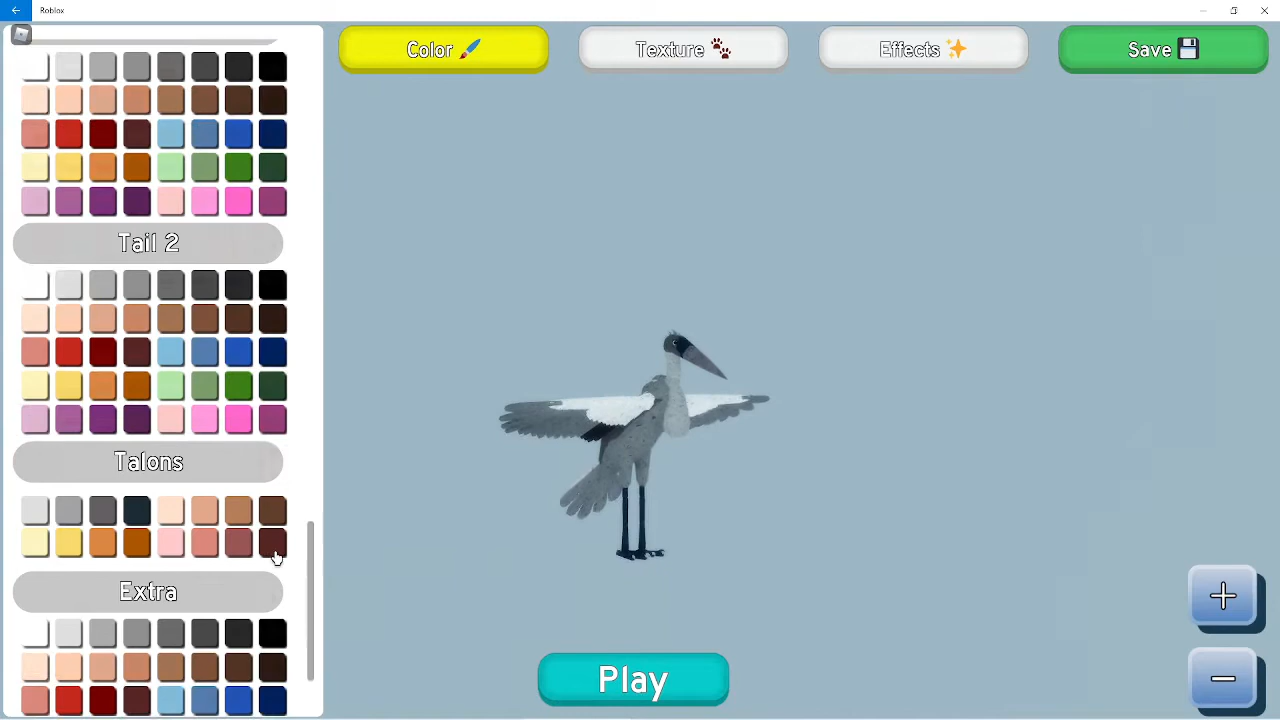 Roblox
Color
Texture
Effects
Save
Tail 2
Talons
Extra
Play